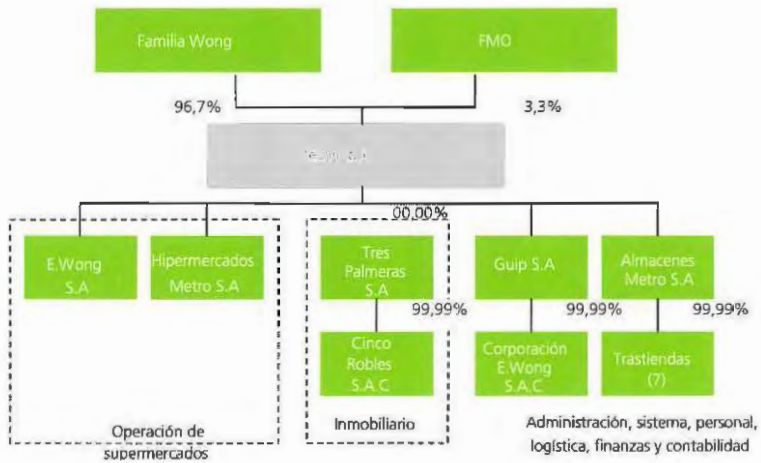 Familia Wong
FMO
96,7%
3,3%
00,00%
E.Wong
S.A
Hipermercados
Metro S.A
Tres
Palmeras
S.A
Guip S.A
Almacenes
Metro S.A
99,99%
99,99%
99,99%
Cinco
Robles
S.A.C
Corporación
E.Wong
S.A.C
Trastiendas
(7)
Operación de
supermercados
Inmobiliario
Administración, sistema, personal,
logística, finanzas y contabilidad